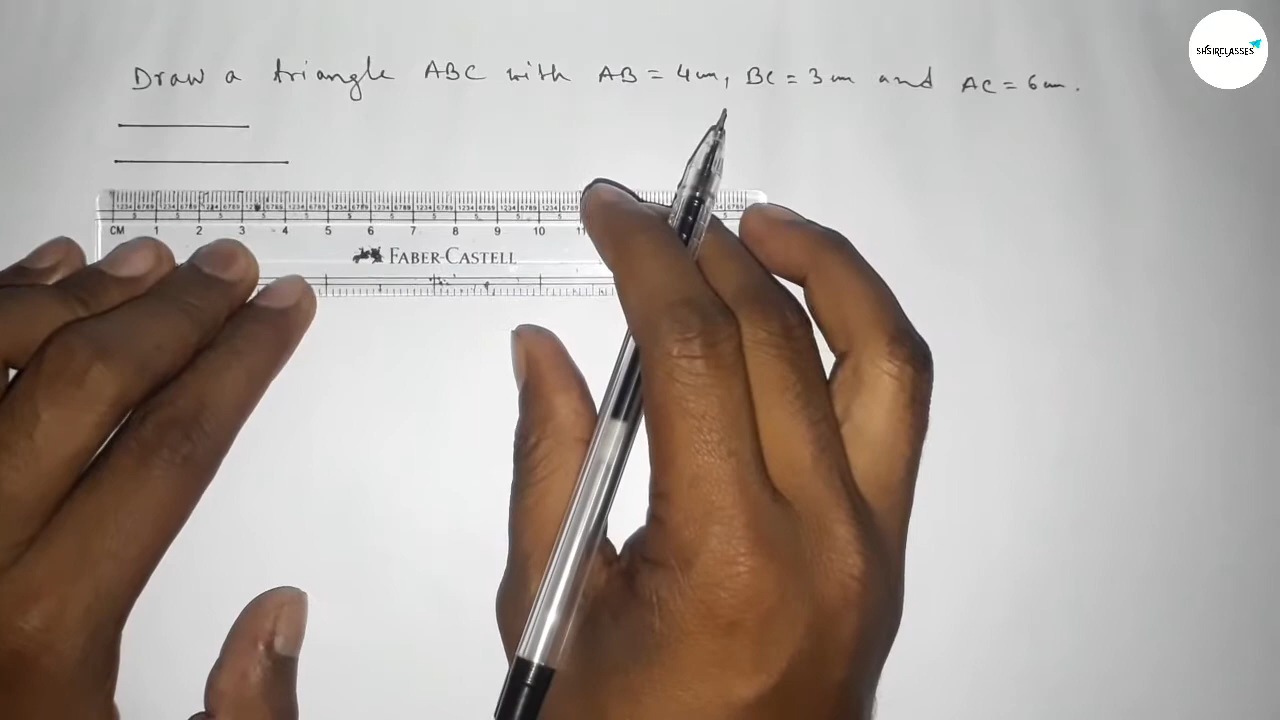 Draw a triangle ABC with AB = 4cm, BC = 3cm and AC = 6cm.
SHSIRCLASSES
CM 1 2 3 4 5 6 7 8 9 10
FABER-CASTELL